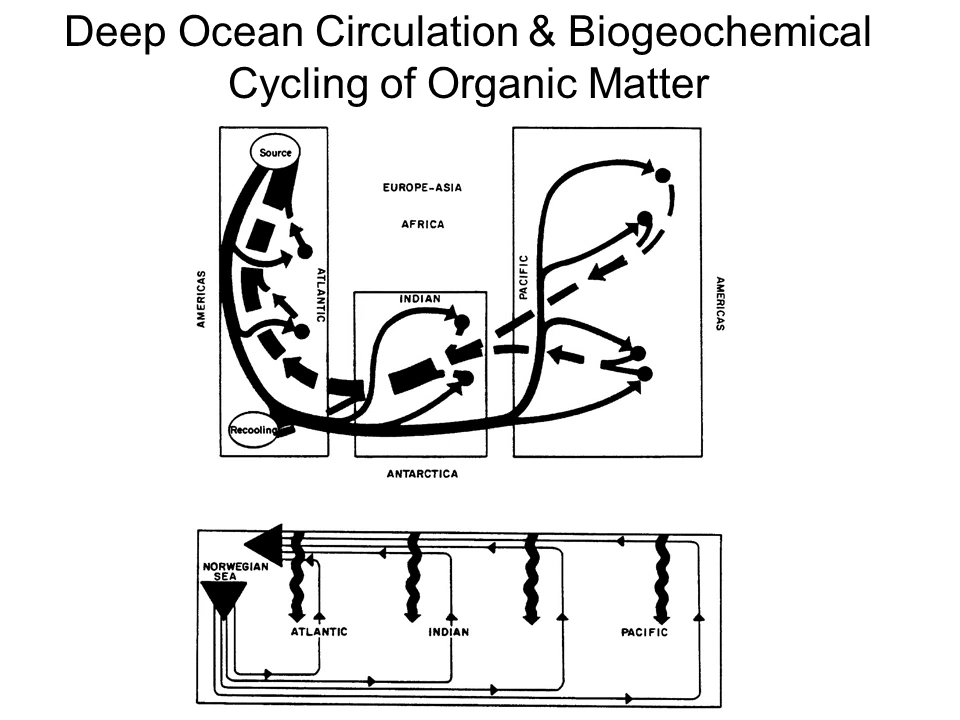 Deep Ocean Circulation & Biogeochemical
Cycling of Organic Matter
Source
EUROPE-ASIA
AFRICA
AMERICAS
ATLANTIC
INDIAN
PACIFIC
AMERICAS
Recooling
ANTARCTICA
NORWEGIAN
SEA
ATLANTIC
INDIAN
PACIFIC